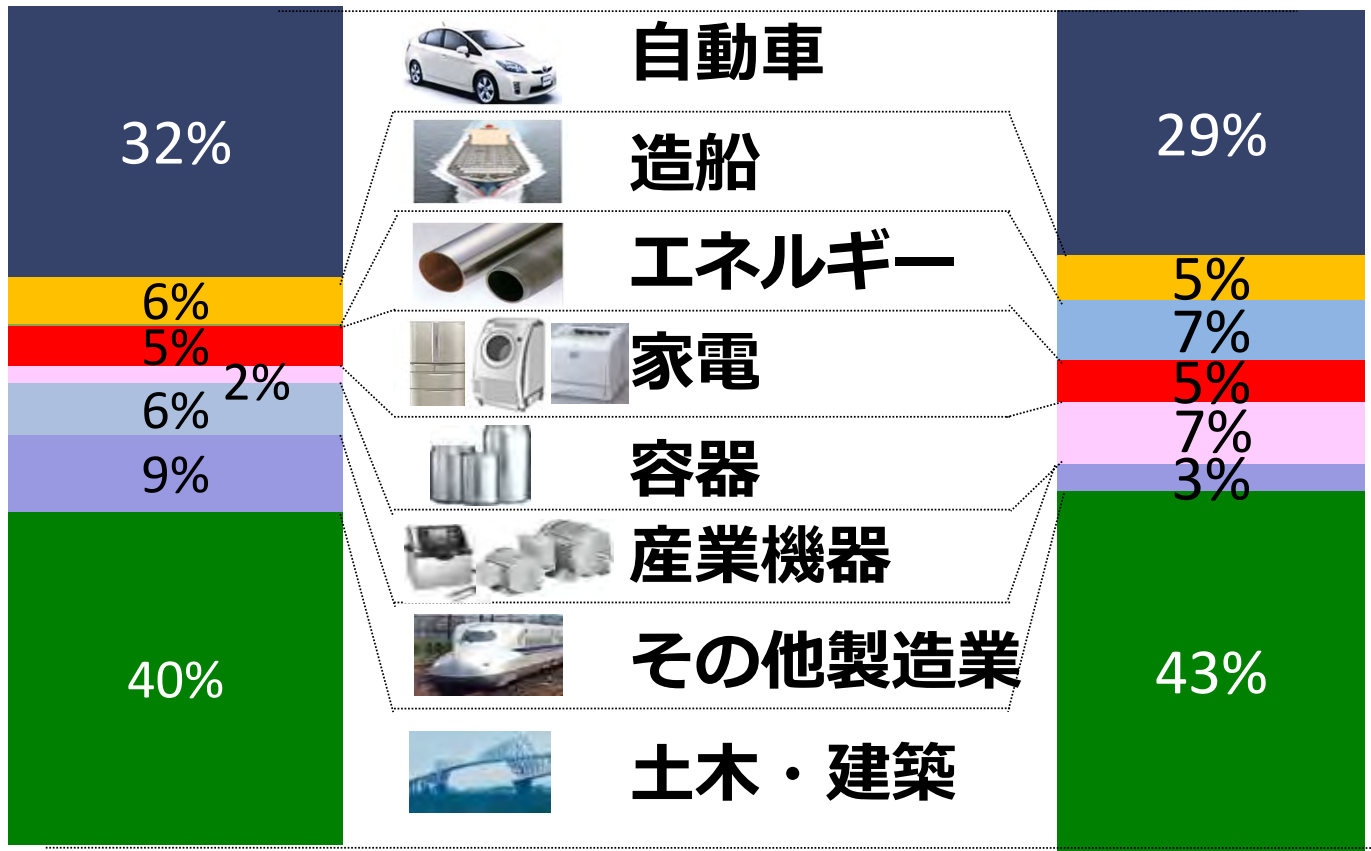 32%
6%
5%
2%
6%
9%
40%
自動車
造船
エネルギー
家電
容器
産業機器
その他製造業
土木・建築
29%
5%
7%
5%
7%
3%
43%